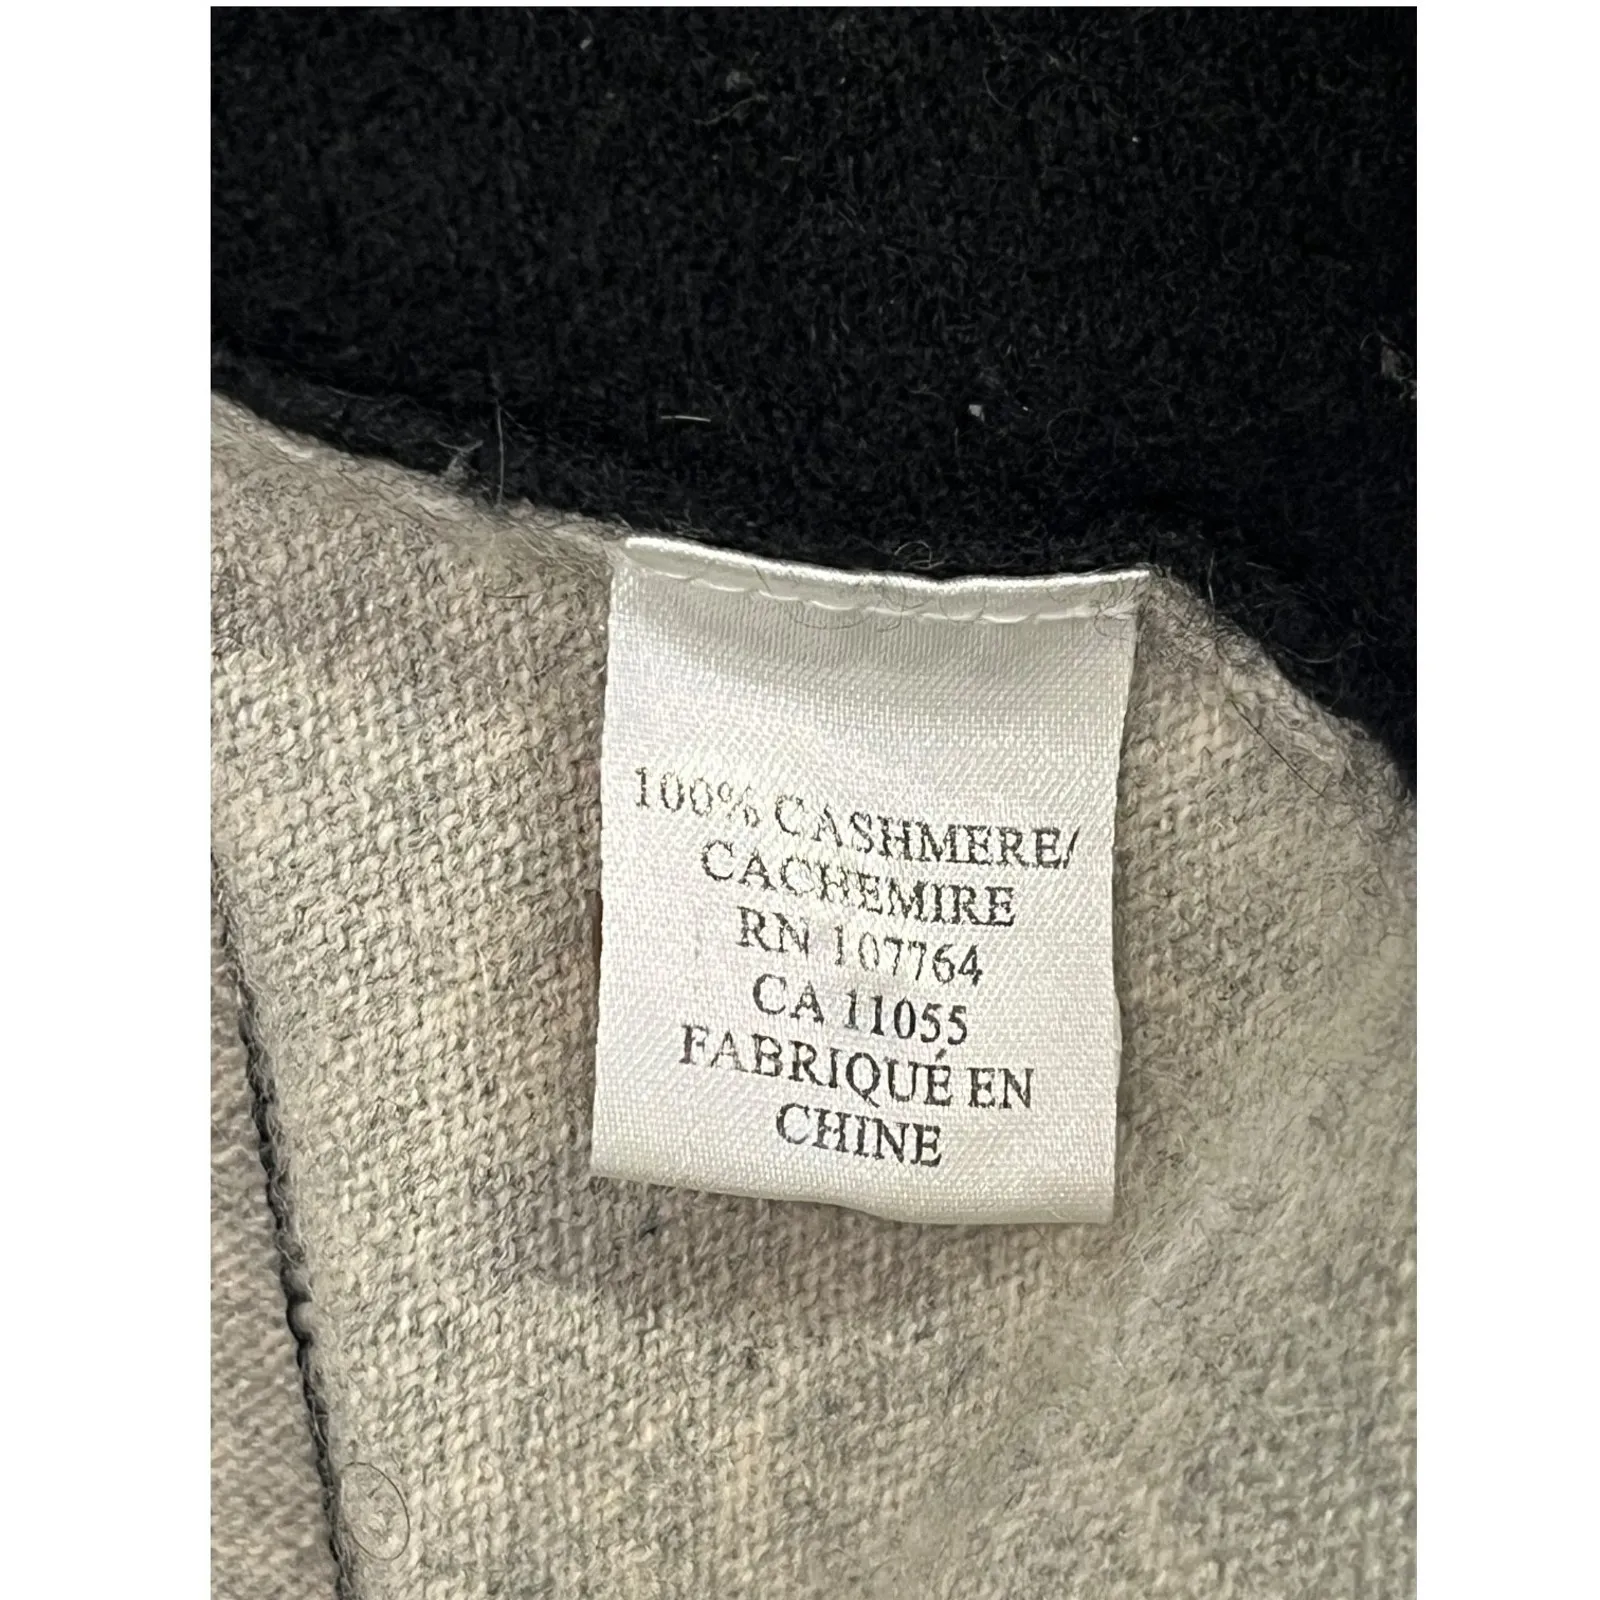 100% CASHMERE/
CACHEMIRE
RN 107764
CA 11055
FABRIQUÉ EN
CHINE